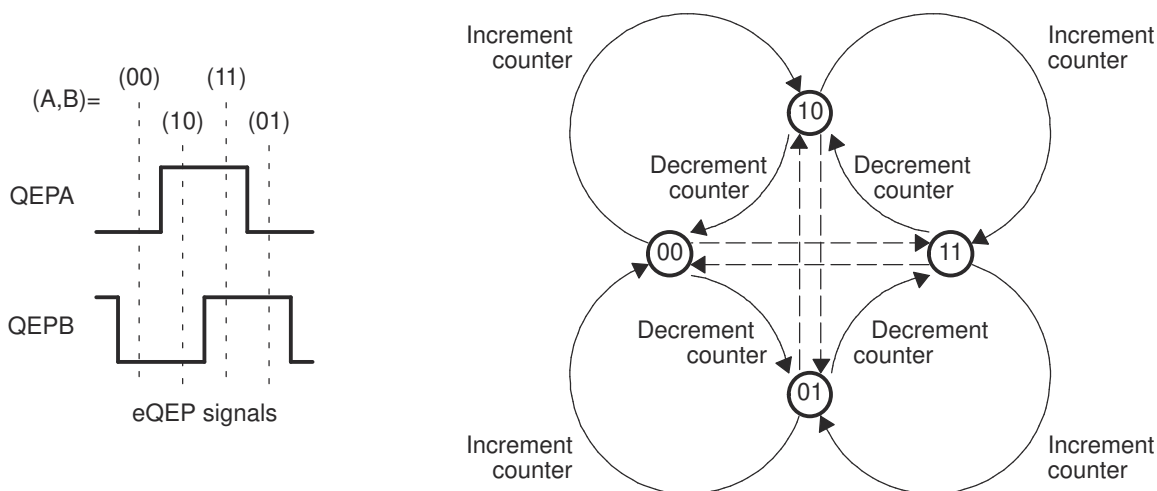 (A,B)=
(00)
(11)
(10)
(01)
QEPA
QEPB
eQEP signals
Increment
counter
Increment
counter
10
Decrement
counter
Decrement
counter
00
11
Decrement
counter
Decrement
counter
01
Increment
counter
Increment
counter